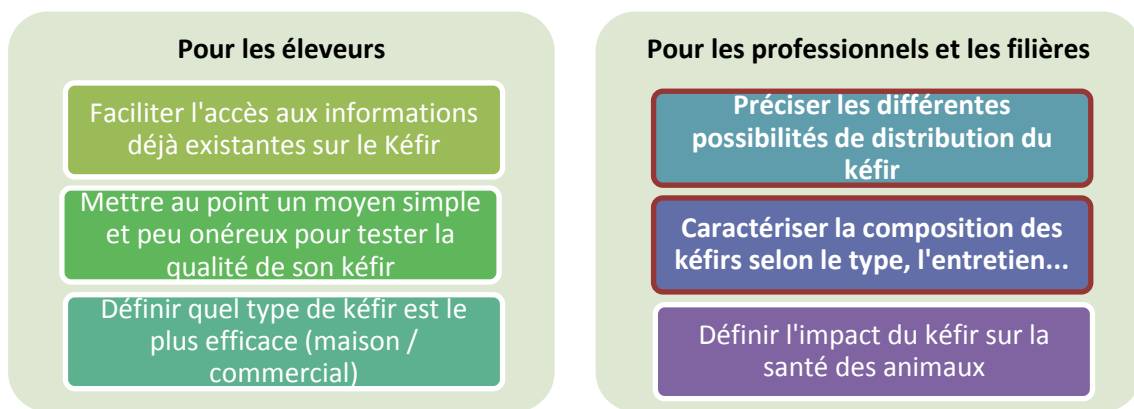 Pour les éleveurs
Faciliter l'accès aux informations
déjà existantes sur le Kéfir
Mettre au point un moyen simple
et peu onéreux pour tester la
qualité de son kéfir
Définir quel type de kéfir est le
plus efficace (maison /
commercial)
Pour les professionnels et les filières
Préciser les différentes
possibilités de distribution du
kéfir
Caractériser la composition des
kéfirs selon le type, l'entretien...
Définir l'impact du kéfir sur la
santé des animaux